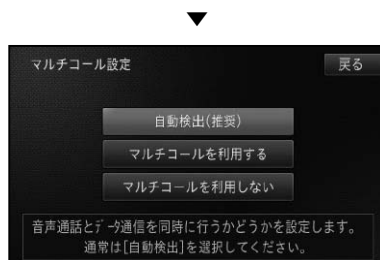 マルチコール設定
戻る
自動検出(推奨)
マルチコールを利用する
マルチコールを利用しない
音声通話とデータ通信を同時に行うかどうかを設定します。
通常は[自動検出]を選択してください。